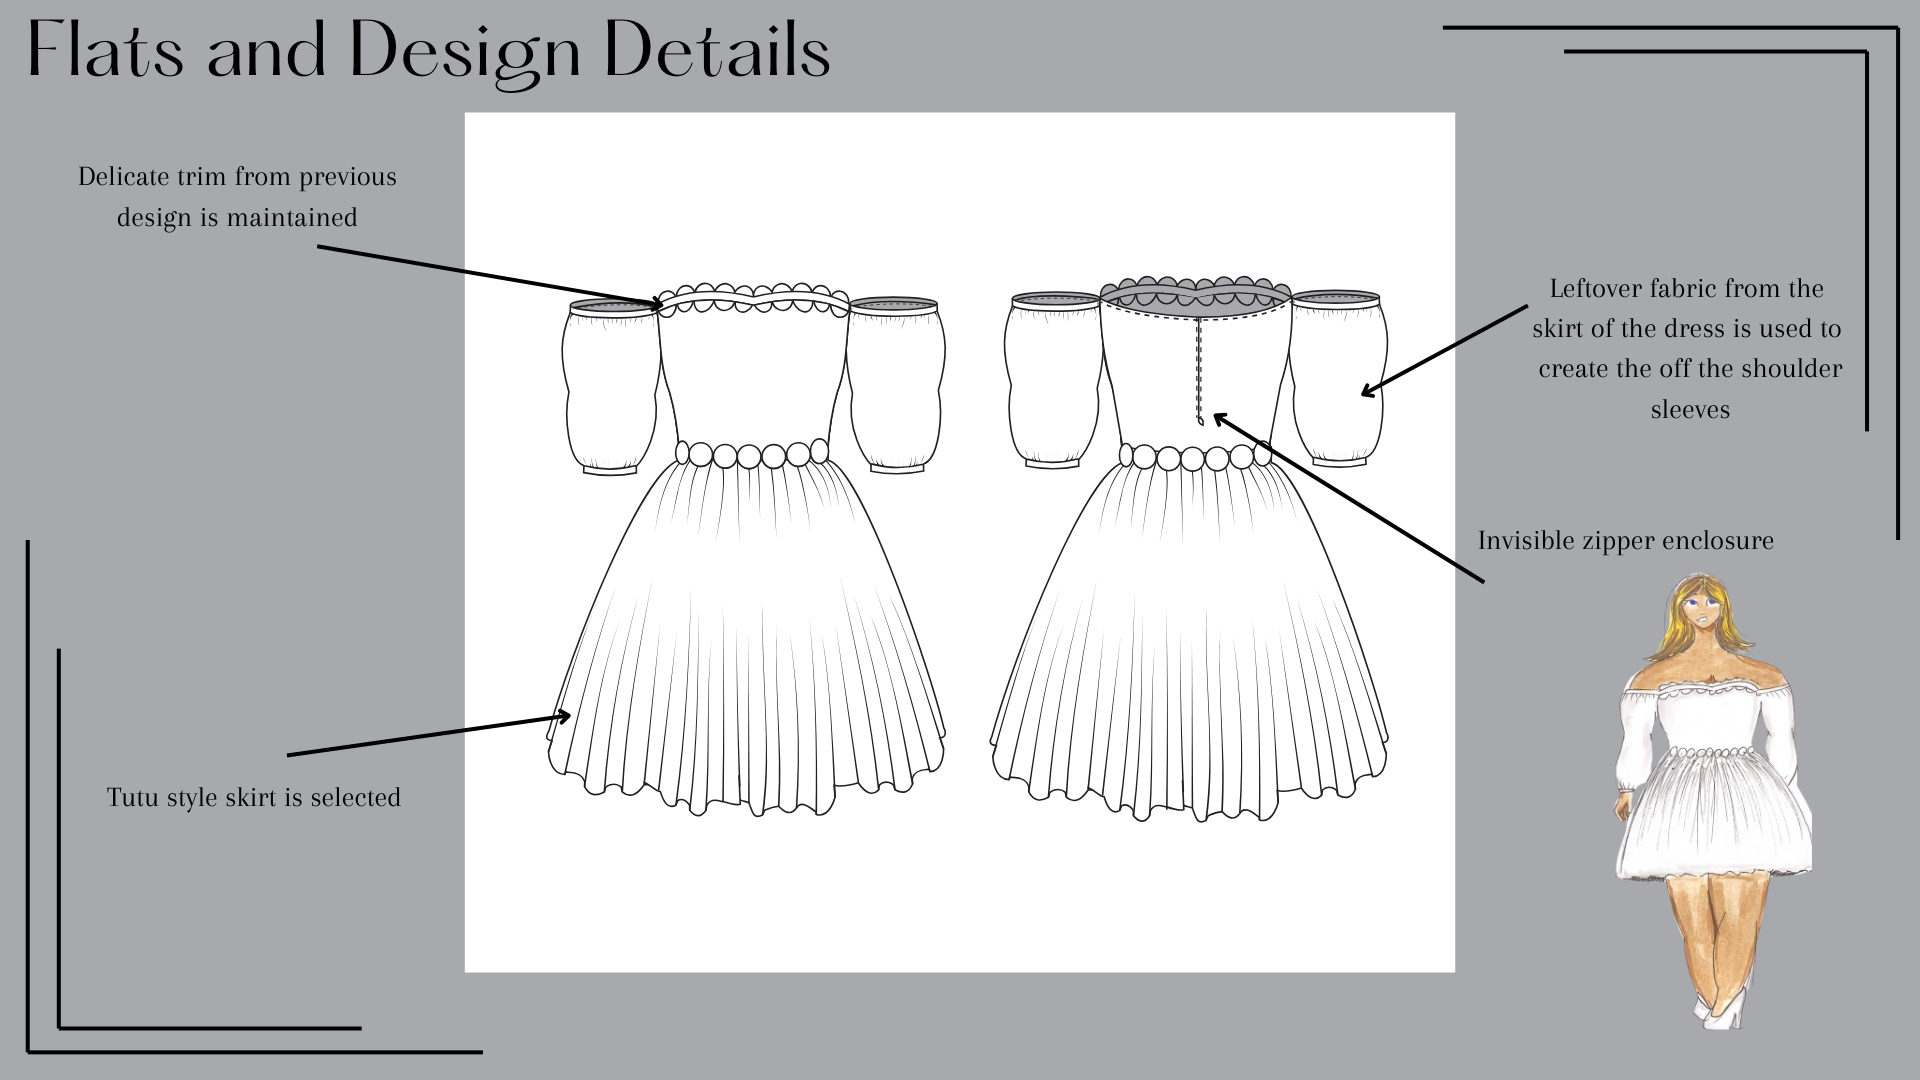 Flats and Design Details
Delicate trim from previous
design is maintained
Leftover fabric from the
skirt of the dress is used to
create the off the shoulder
sleeves
Invisible zipper enclosure
Tutu style skirt is selected